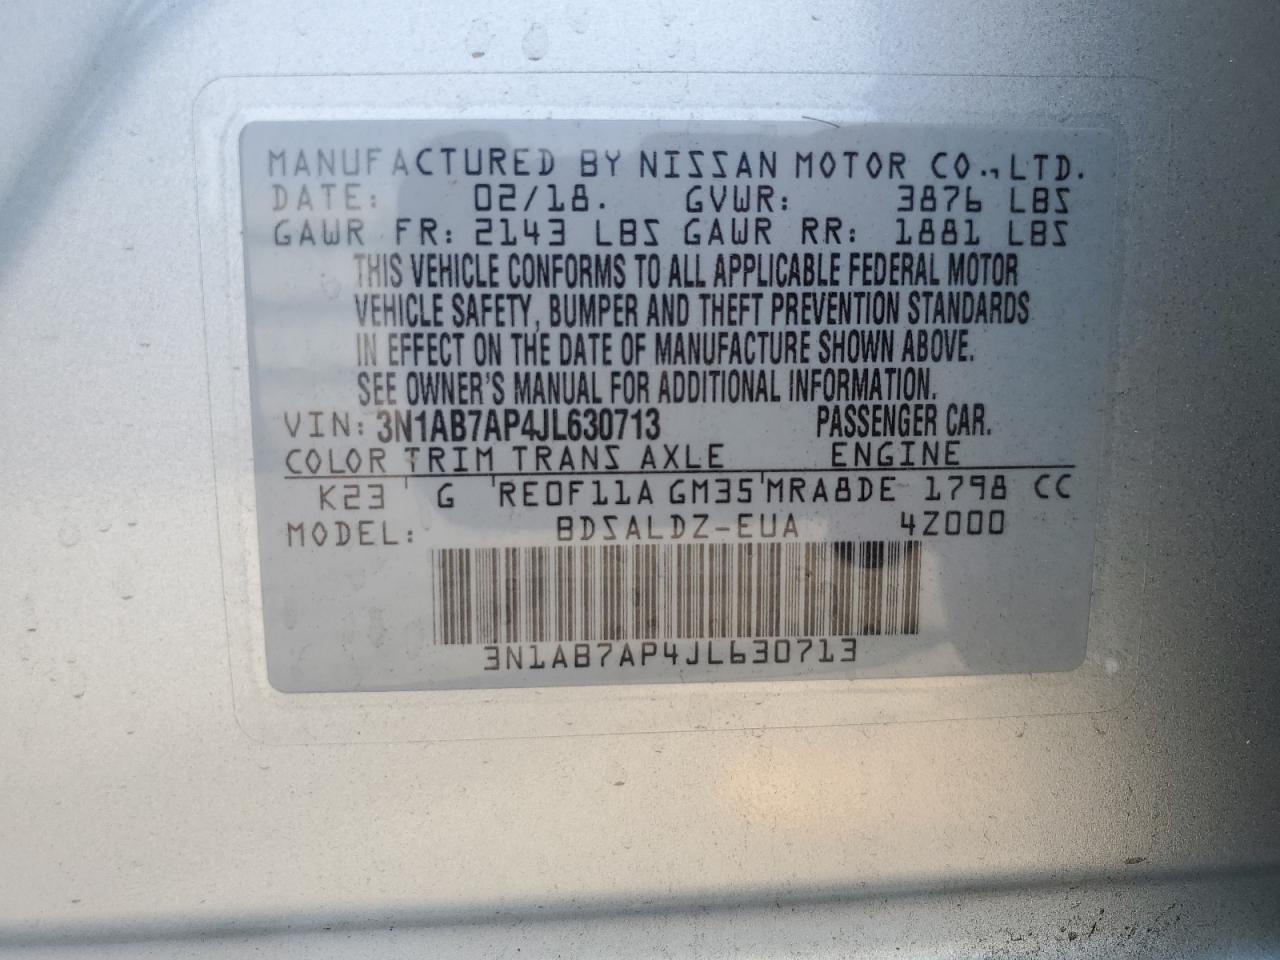 MANUFACTURED BY NISSAN MOTOR CO., LTD.
DATE: 02/18. GVWR: 3876 LBS
GAWR FR: 2143 LBS GAWR RR: 1881 LBS
THIS VEHICLE CONFORMS TO ALL APPLICABLE FEDERAL MOTOR
VEHICLE SAFETY, BUMPER AND THEFT PREVENTION STANDARDS
IN EFFECT ON THE DATE OF MANUFACTURE SHOWN ABOVE.
SEE OWNER'S MANUAL FOR ADDITIONAL INFORMATION.
VIN: 3N1AB7AP4JL630713 PASSENGER CAR.
COLOR TRIM TRANS AXLE ENGINE
K23 G RE0F11A GM35 MRA8DE 1798 CC
MODEL: BDSALDZ-EUA 4Z000
3N1AB7AP4JL630713